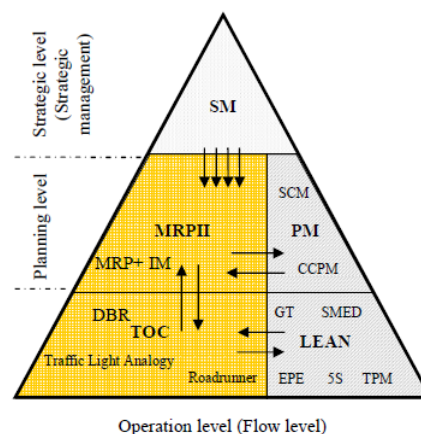 Strategic level
(Strategic
management)
SM
Planning level
SCM
MRPII
PM
MRP+ IM
CCPM
DBR
TOC
GT SMED
LEAN
Traffic Light Analogy
Roadrunner
EPE 5S TPM
Operation level (Flow level)